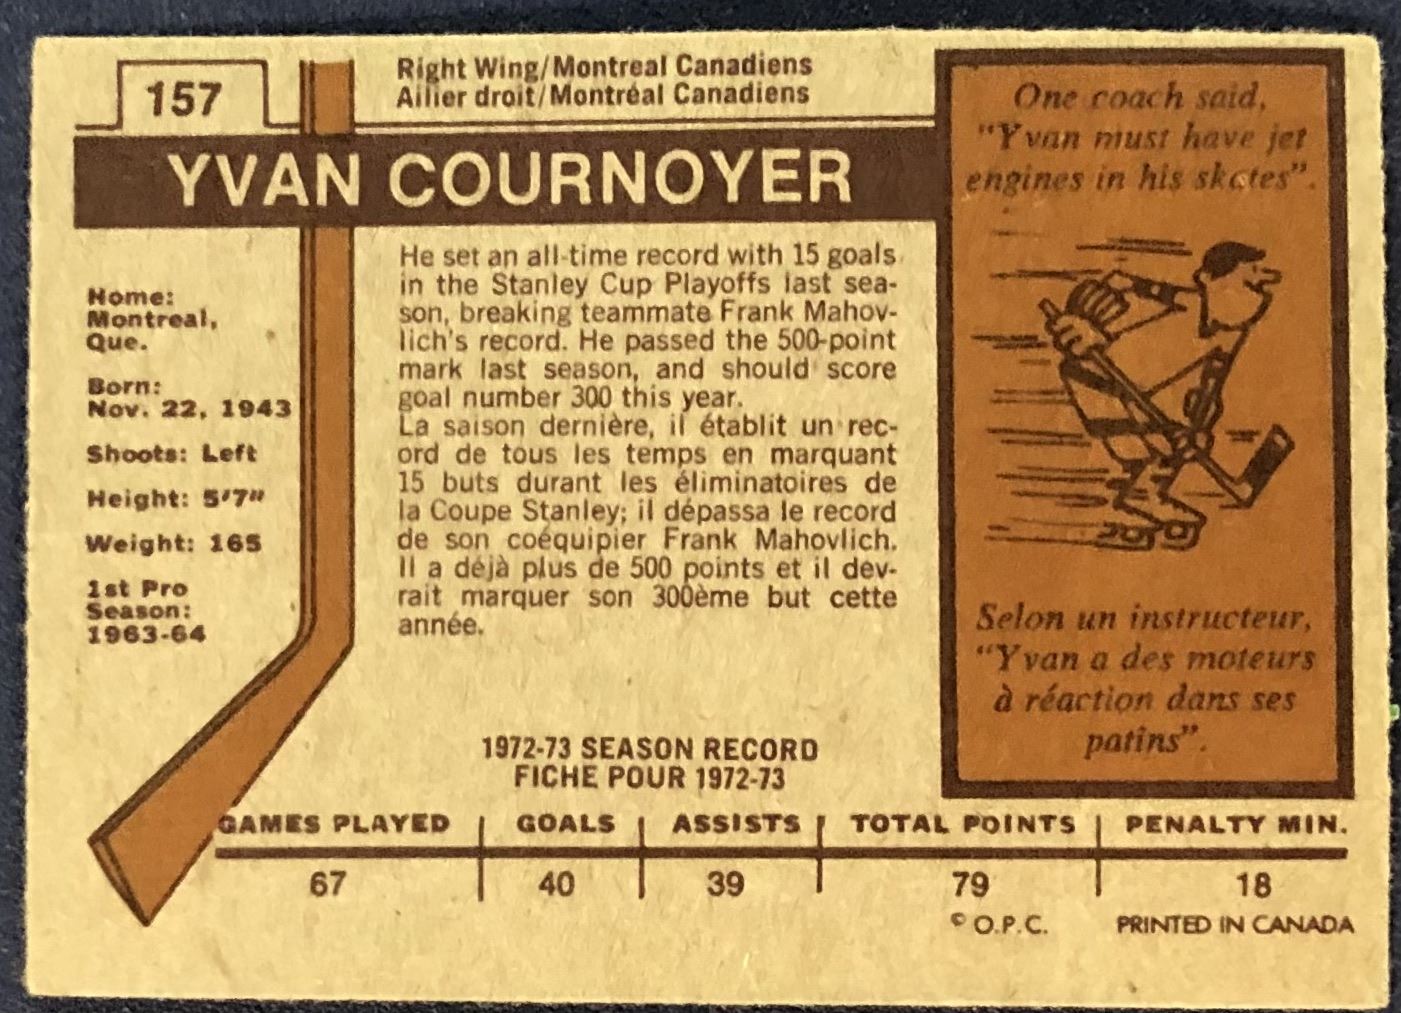 157
Right Wing/Montreal Canadiens
Ailier droit/Montréal Canadiens
YVAN COURNOYER
Home:
Montreal,
Que.
Born:
Nov. 22, 1943
Shoots: Left
Height: 5'7"
Weight: 165
1st Pro
Season:
1963-64
He set an all-time record with 15 goals
in the Stanley Cup Playoffs last sea-
son, breaking teammate Frank Mahov-
lich's record. He passed the 500-point
mark last season, and should score
goal number 300 this year.
La saison dernière, il établit un rec-
ord de tous les temps en marquant
15 buts durant les éliminatoires de
la Coupe Stanley; il dépassa le record
de son coéquipier Frank Mahovlich.
Il a déjà plus de 500 points et il dev-
rait marquer son 300ème but cette
année.
One coach said,
"Yvan must have jet
engines in his skates".
Selon un instructeur,
"Yvan a des moteurs
à réaction dans ses
patins".
1972-73 SEASON RECORD
FICHE POUR 1972-73
GAMES PLAYED GOALS ASSISTS TOTAL POINTS PENALTY MIN.
67 40 39 79 18
© O.P.C. PRINTED IN CANADA